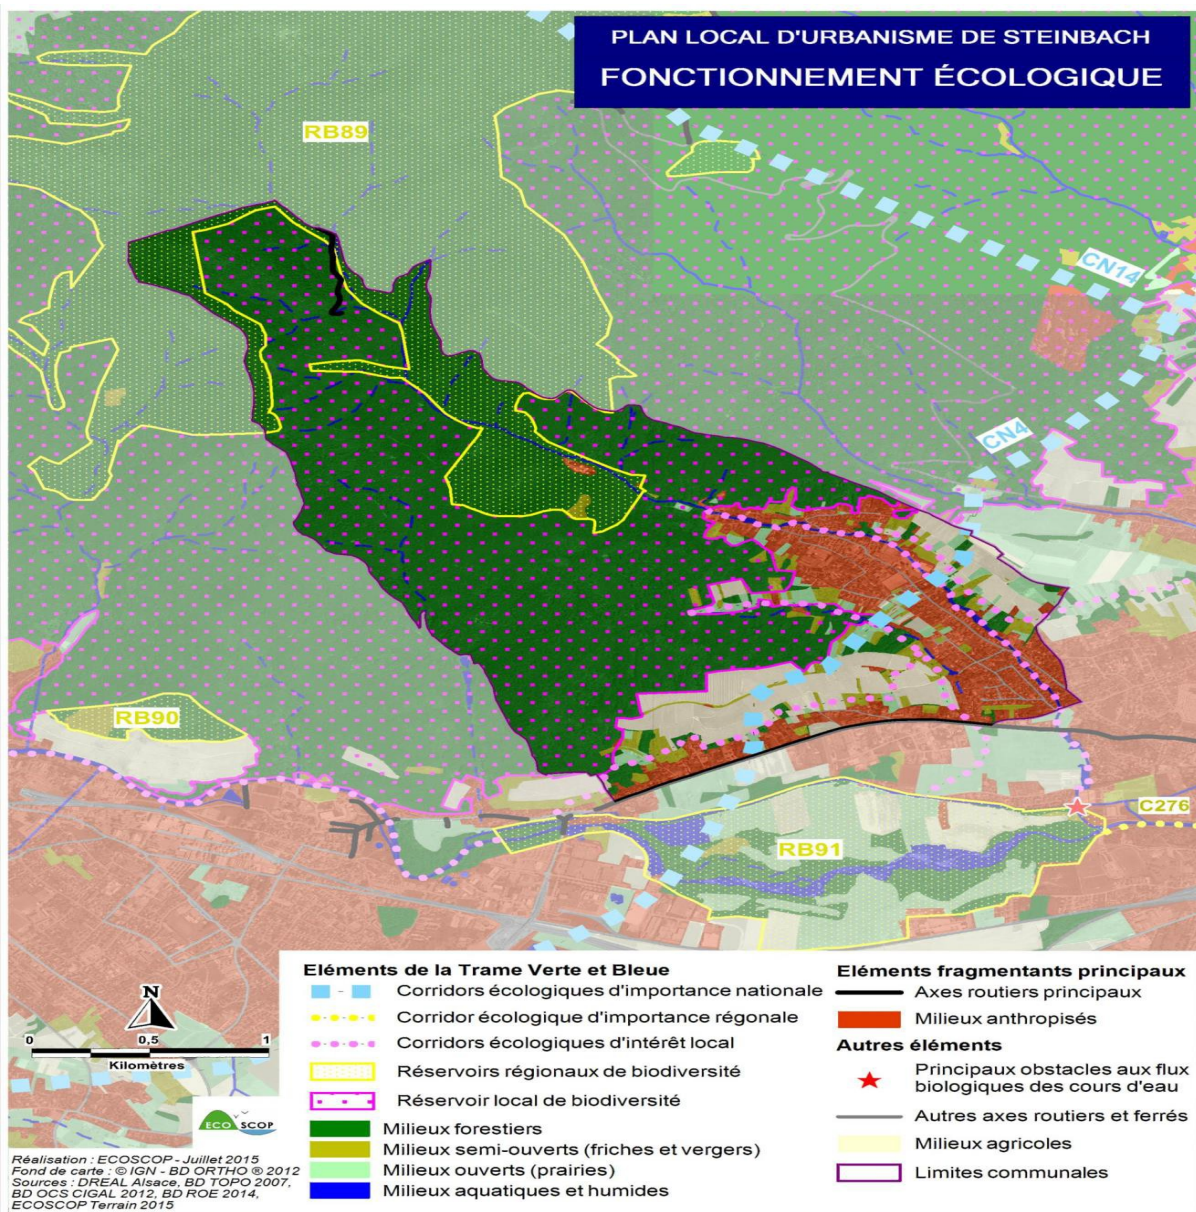 PLAN LOCAL D'URBANISME DE STEINBACH
FONCTIONNEMENT ÉCOLOGIQUE
RB89
CN14
CN4
RB90
RB91
C276
N
0 0,5 1
Kilomètres
ECO SCOP
Réalisation : ECOSCOP - Juillet 2015
Fond de carte : © IGN - BD ORTHO ® 2012
Sources : DREAL Alsace, BD TOPO 2007,
BD OCS CIGAL 2012, BD ROE 2014,
ECOSCOP Terrain 2015
Eléments de la Trame Verte et Bleue
Corridors écologiques d'importance nationale
Corridor écologique d'importance régonale
Corridors écologiques d'intérêt local
Réservoirs régionaux de biodiversité
Réservoir local de biodiversité
Milieux forestiers
Milieux semi-ouverts (friches et vergers)
Milieux ouverts (prairies)
Milieux aquatiques et humides
Eléments fragmentants principaux
Axes routiers principaux
Milieux anthropisés
Autres éléments
Principaux obstacles aux flux
biologiques des cours d'eau
Autres axes routiers et ferrés
Milieux agricoles
Limites communales